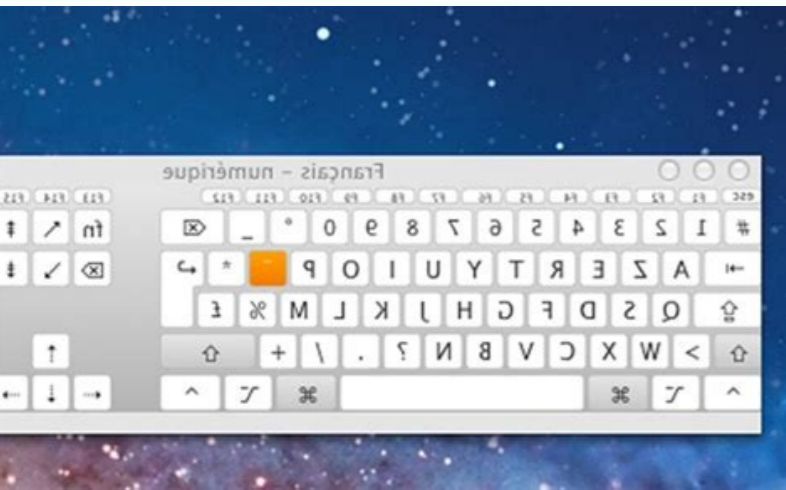 Français – numérique
esc F1 F2 F3 F4 F5 F6 F7 F8 F9 F10 F11 F12 F13 F14 F15
# 1 2 3 4 5 6 7 8 9 0 ° _ ⌫ fn ↖ ⇞
⇥ A Z E R T Y U I O P ¨ * ↩ ⌦ ↘ ⇟
⇪ Q S D F G H J K L M % £
⇧ > W X C V B N ? . / + ⇧ ↑
^ ⌥ ⌘ ⌘ ⌥ ^ ← ↓ →